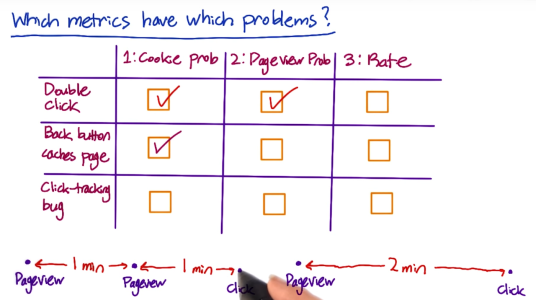 Which metrics have which problems?
1: Cookie prob 2: Pageview Prob 3: Rate
Double
click
Back button
caches page
Click-tracking
bug
1 min 1 min 2 min
Pageview Pageview Click Pageview Click